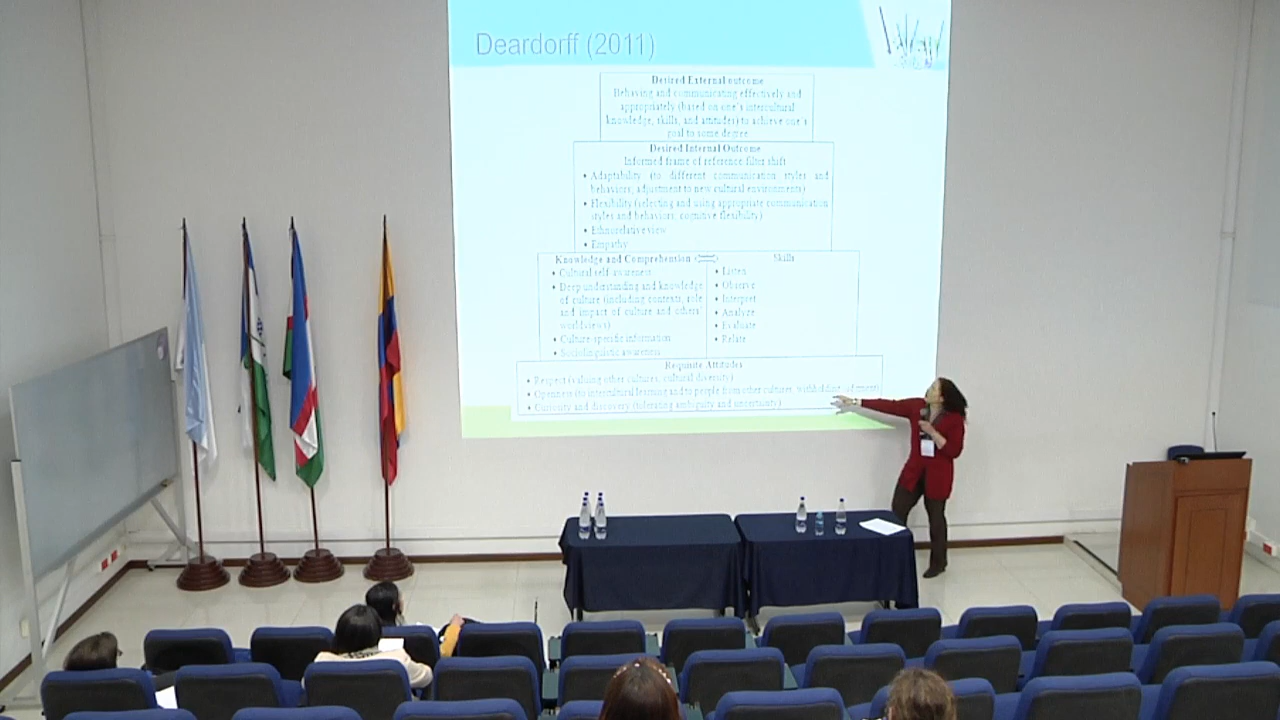 Deardorff (2011)
Desired External outcome
Behaving and communicating effectively and
appropriately (based on one's intercultural
knowledge, skills, and attitudes) to achieve one's
goal to some degree
Desired Internal Outcome
Informed frame of reference filter shift
• Adaptability (to different communication styles and
behaviors, adjustment to new cultural environments)
• Flexibility (selecting and using appropriate communication
styles and behaviors, cognitive flexibility)
• Ethnorelative view
• Empathy
Knowledge and Comprehension
• Cultural self-awareness
• Deep understanding and knowledge
of culture (including contexts, role
and impact of culture and others'
worldviews)
• Culture-specific information
• Sociolinguistic awareness
Skills
• Listen
• Observe
• Interpret
• Analyze
• Evaluate
• Relate
Requisite Attitudes
• Respect (valuing other cultures, cultural diversity)
• Openness (to intercultural learning and to people from other cultures, withholding judgment)
• Curiosity and discovery (tolerating ambiguity and uncertainty)